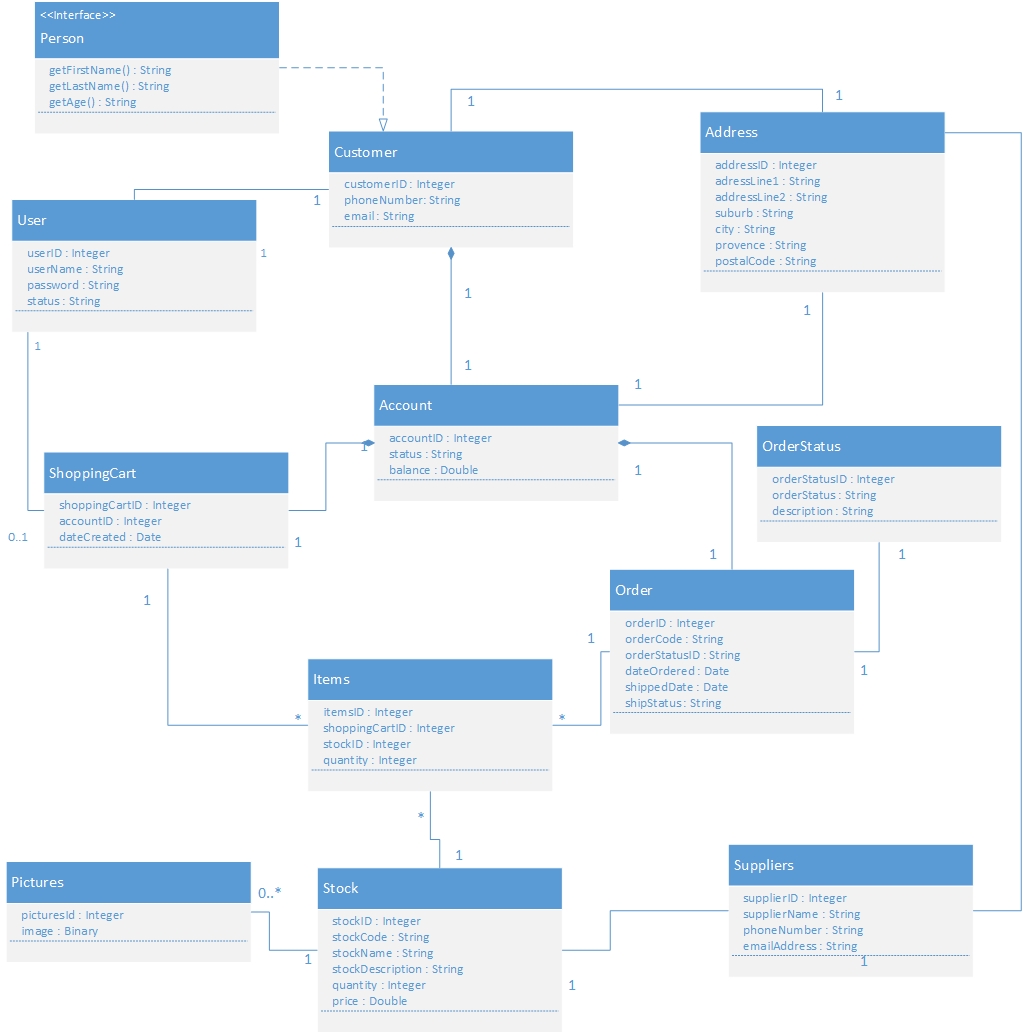 <<Interface>>
Person
getFirstName() : String
getLastName() : String
getAge() : String
1
1
Customer
customerID : Integer
phoneNumber: String
email : String
Address
addressID : Integer
adressLine1 : String
addressLine2 : String
suburb : String
city : String
provence : String
postalCode : String
1
User
userID : Integer
userName : String
password : String
status : String
1
1
1
1
1
1
Account
accountID : Integer
status : String
balance : Double
1
1
OrderStatus
orderStatusID : Integer
orderStatus : String
description : String
ShoppingCart
shoppingCartID : Integer
accountID : Integer
dateCreated : Date
0..1
1
1
1
1
Order
orderID : Integer
orderCode : String
orderStatusID : String
dateOrdered : Date
shippedDate : Date
shipStatus : String
1
1
Items
itemsID : Integer
shoppingCartID : Integer
stockID : Integer
quantity : Integer
*
*
*
1
Pictures
picturesId : Integer
image : Binary
0..*
1
Stock
stockID : Integer
stockCode : String
stockName : String
stockDescription : String
quantity : Integer
price : Double
1
Suppliers
supplierID : Integer
supplierName : String
phoneNumber : String
emailAddress : String
1